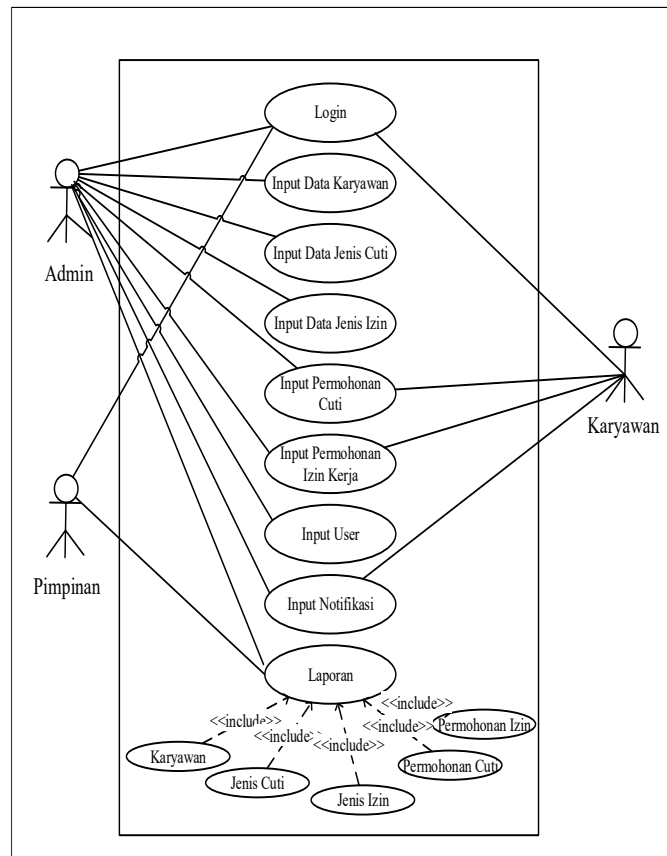 Login
Input Data Karyawan
Admin
Input Data Jenis Cuti
Input Data Jenis Izin
Input Permohonan
Cuti
Karyawan
Input Permohonan
Izin Kerja
Input User
Pimpinan
Input Notifikasi
Laporan
<<include>>
<<include>>
<<include>>
<<include>>
<<include>>
Permohonan Izin
Karyawan
Permohonan Cuti
Jenis Cuti
Jenis Izin